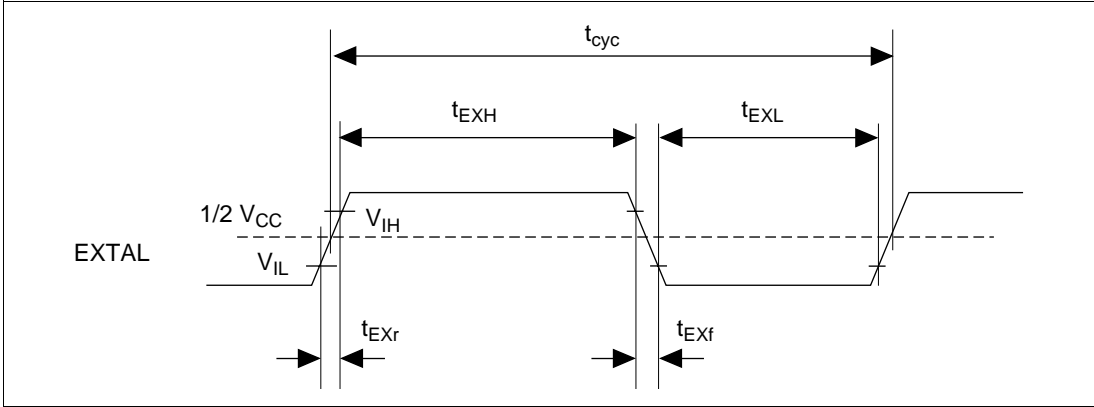 tcyc
tEXH
tEXL
1/2 VCC
VIH
EXTAL
VIL
tEXr
tEXf